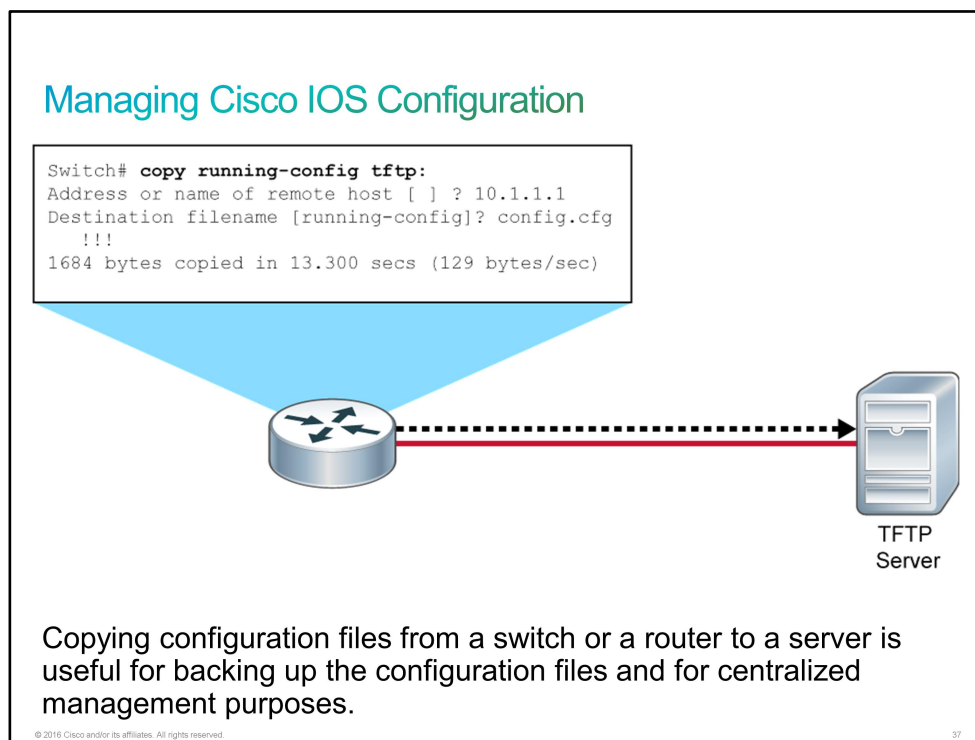 Managing Cisco IOS Configuration
Switch# copy running-config tftp:
Address or name of remote host [ ] ? 10.1.1.1
Destination filename [running-config]? config.cfg
!!!
1684 bytes copied in 13.300 secs (129 bytes/sec)
TFTP
Server
Copying configuration files from a switch or a router to a server is
useful for backing up the configuration files and for centralized
management purposes.
© 2016 Cisco and/or its affiliates. All rights reserved.
37